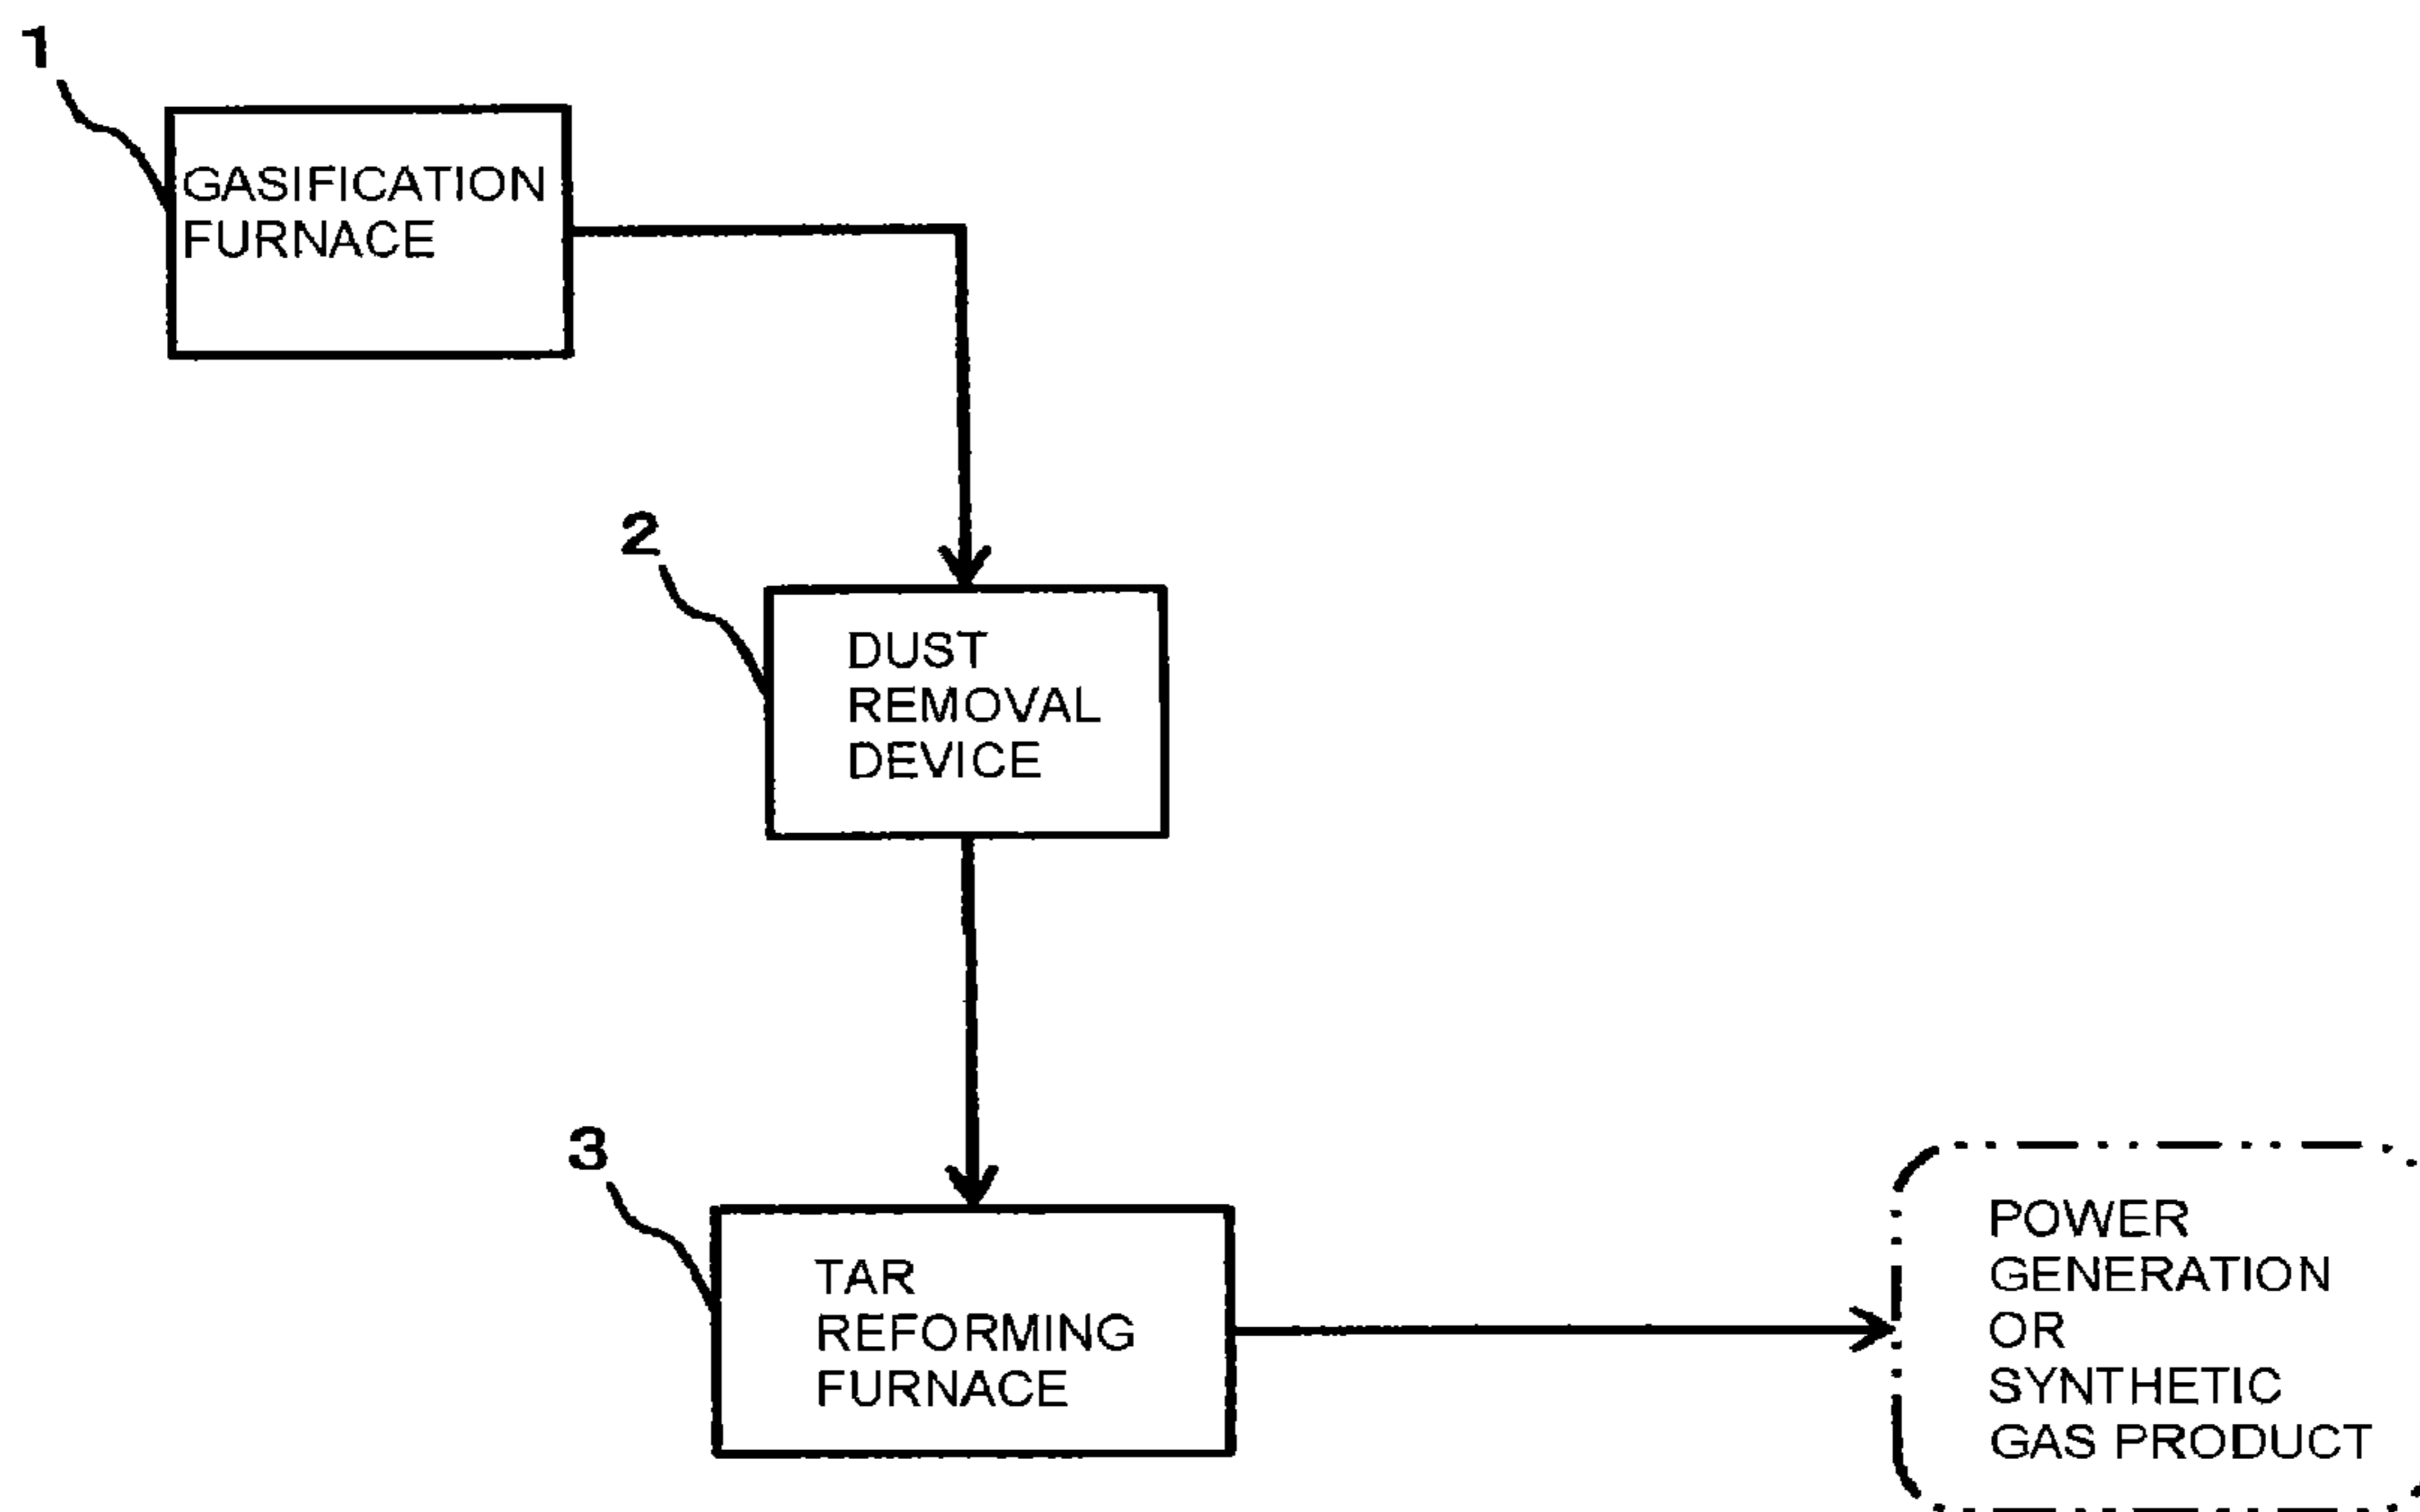 1
GASIFICATION
FURNACE
2
DUST
REMOVAL
DEVICE
3
TAR
REFORMING
FURNACE
POWER
GENERATION
OR
SYNTHETIC
GAS PRODUCT